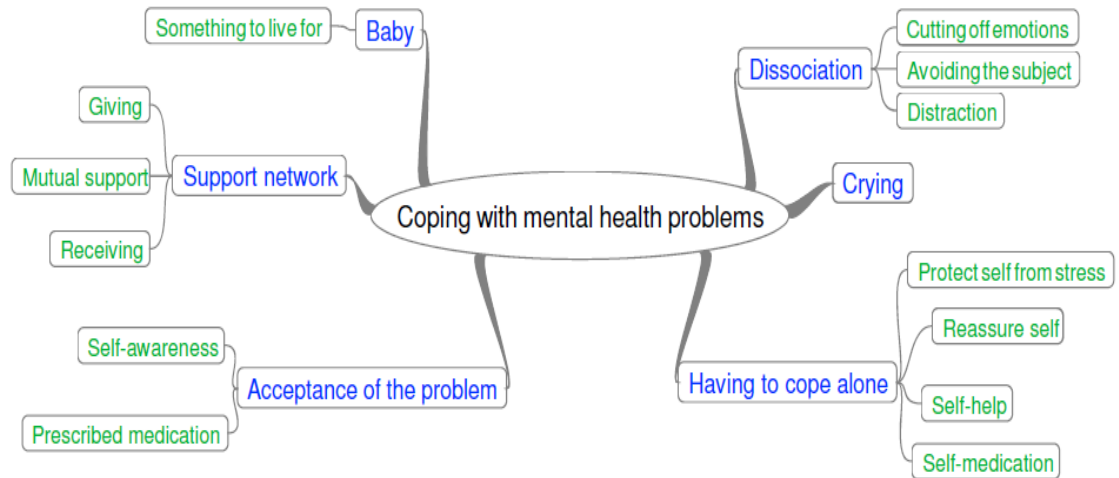 Something to live for
Baby
Giving
Mutual support
Support network
Receiving
Self-awareness
Acceptance of the problem
Prescribed medication
Coping with mental health problems
Dissociation
Cutting off emotions
Avoiding the subject
Distraction
Crying
Having to cope alone
Protect self from stress
Reassure self
Self-help
Self-medication